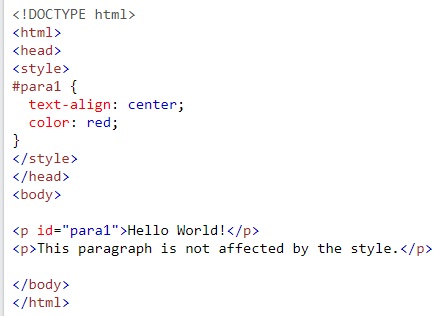 <!DOCTYPE html>
<html>
<head>
<style>
#para1 {
  text-align: center;
  color: red;
}
</style>
</head>
<body>

<p id="para1">Hello World!</p>
<p>This paragraph is not affected by the style.</p>

</body>
</html>